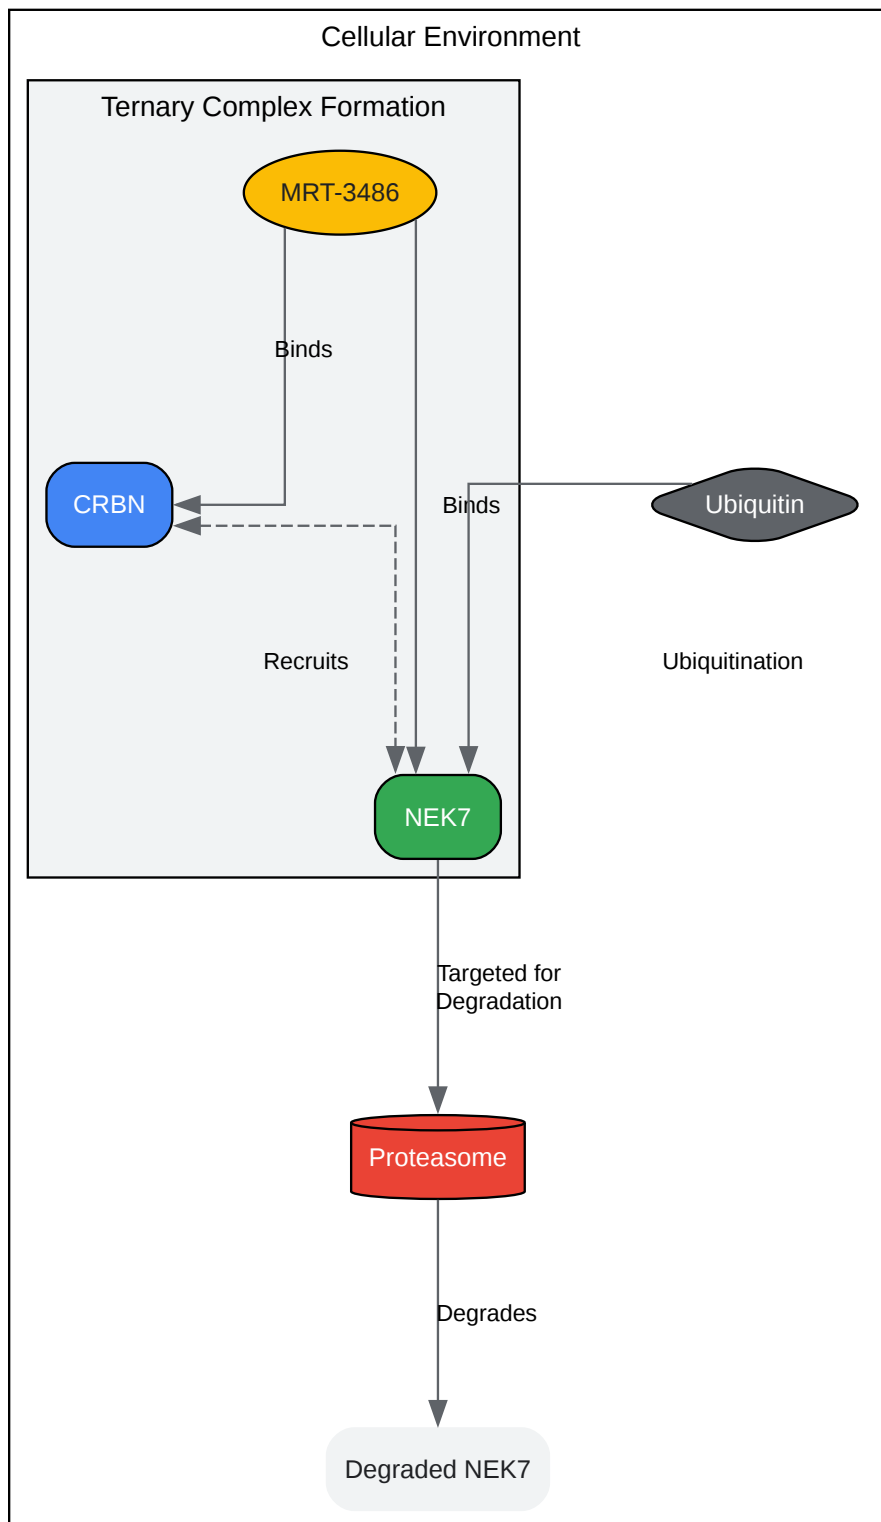 Cellular Environment
Ternary Complex Formation
MRT-3486
Binds
CRBN
Binds
Ubiquitin
Recruits
Ubiquitination
NEK7
Targeted for
Degradation
Proteasome
Degrades
Degraded NEK7